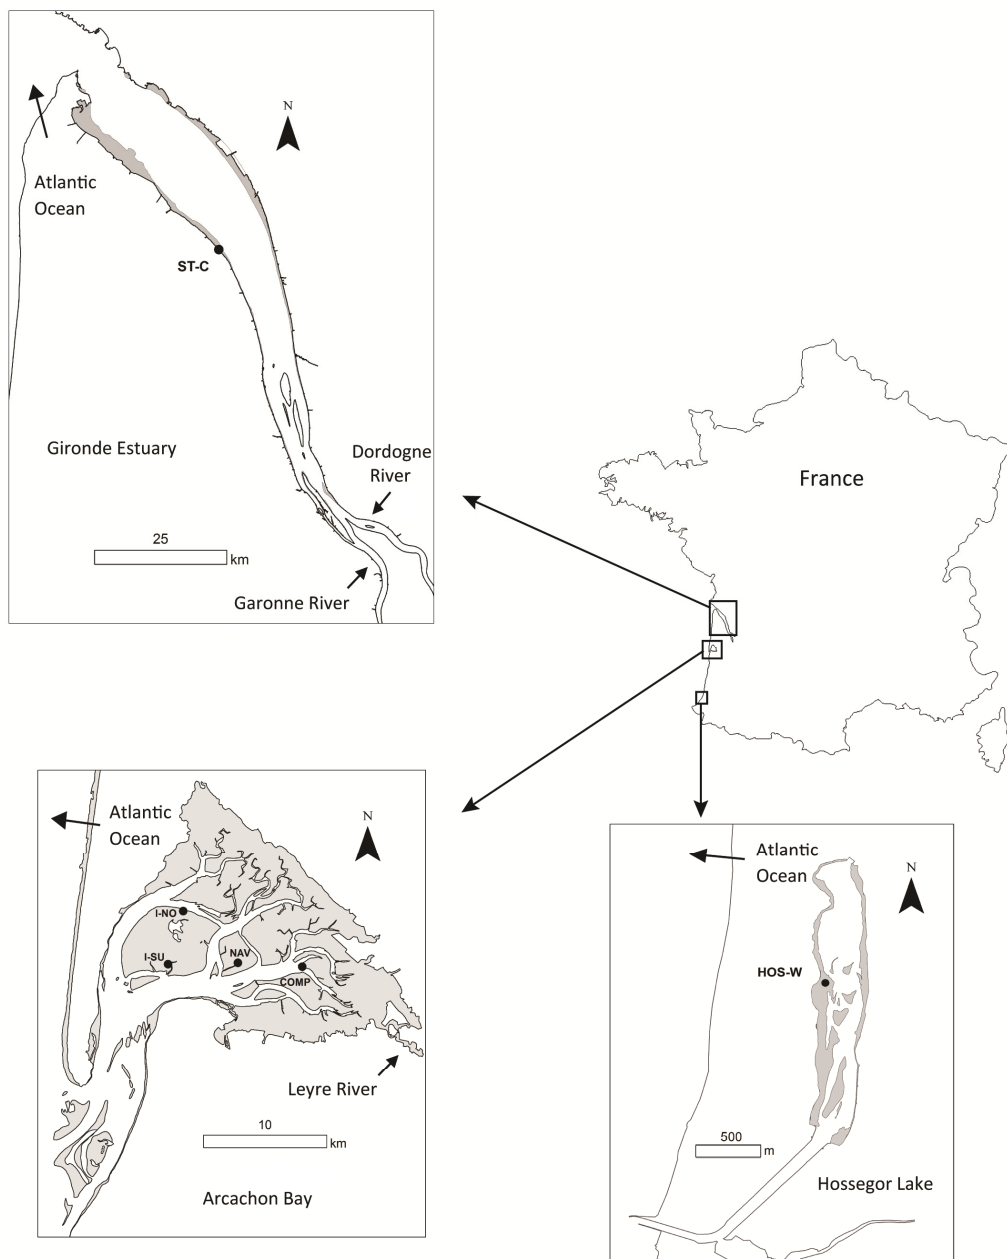 N
Atlantic
Ocean
ST-C
Gironde Estuary
Dordogne
River
25
km
Garonne River
France
Atlantic
Ocean
N
I-NO
I-SU
NAV
COMP
Leyre River
10
km
Arcachon Bay
Atlantic
Ocean
N
HOS-W
500
m
Hossegor Lake